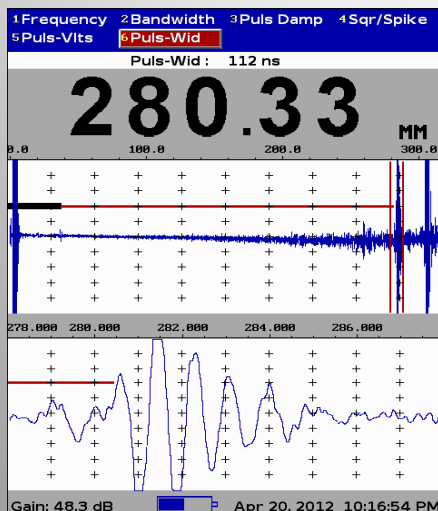 1Frequency 2Bandwidth 3Puls Damp 4Sqr/Spike
5Puls-Vlts 6Puls-Wid
Puls-Wid : 112 ns
280.33 MM
0.0 100.0 200.0 300.0
278.000 280.000 282.000 284.000 286.000
Gain: 48.3 dB Apr 20, 2012 10:16:54 PM